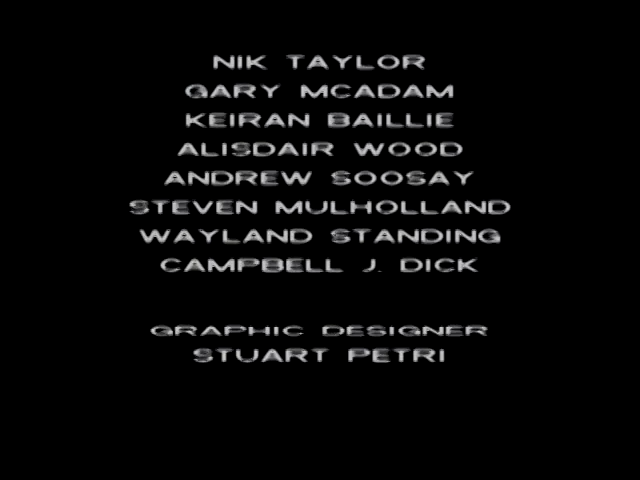 NIK TAYLOR
GARY MCADAM
KEIRAN BAILLIE
ALISDAIR WOOD
ANDREW SOOSAY
STEVEN MULHOLLAND
WAYLAND STANDING
CAMPBELL J. DICK
GRAPHIC DESIGNER
STUART PETRI